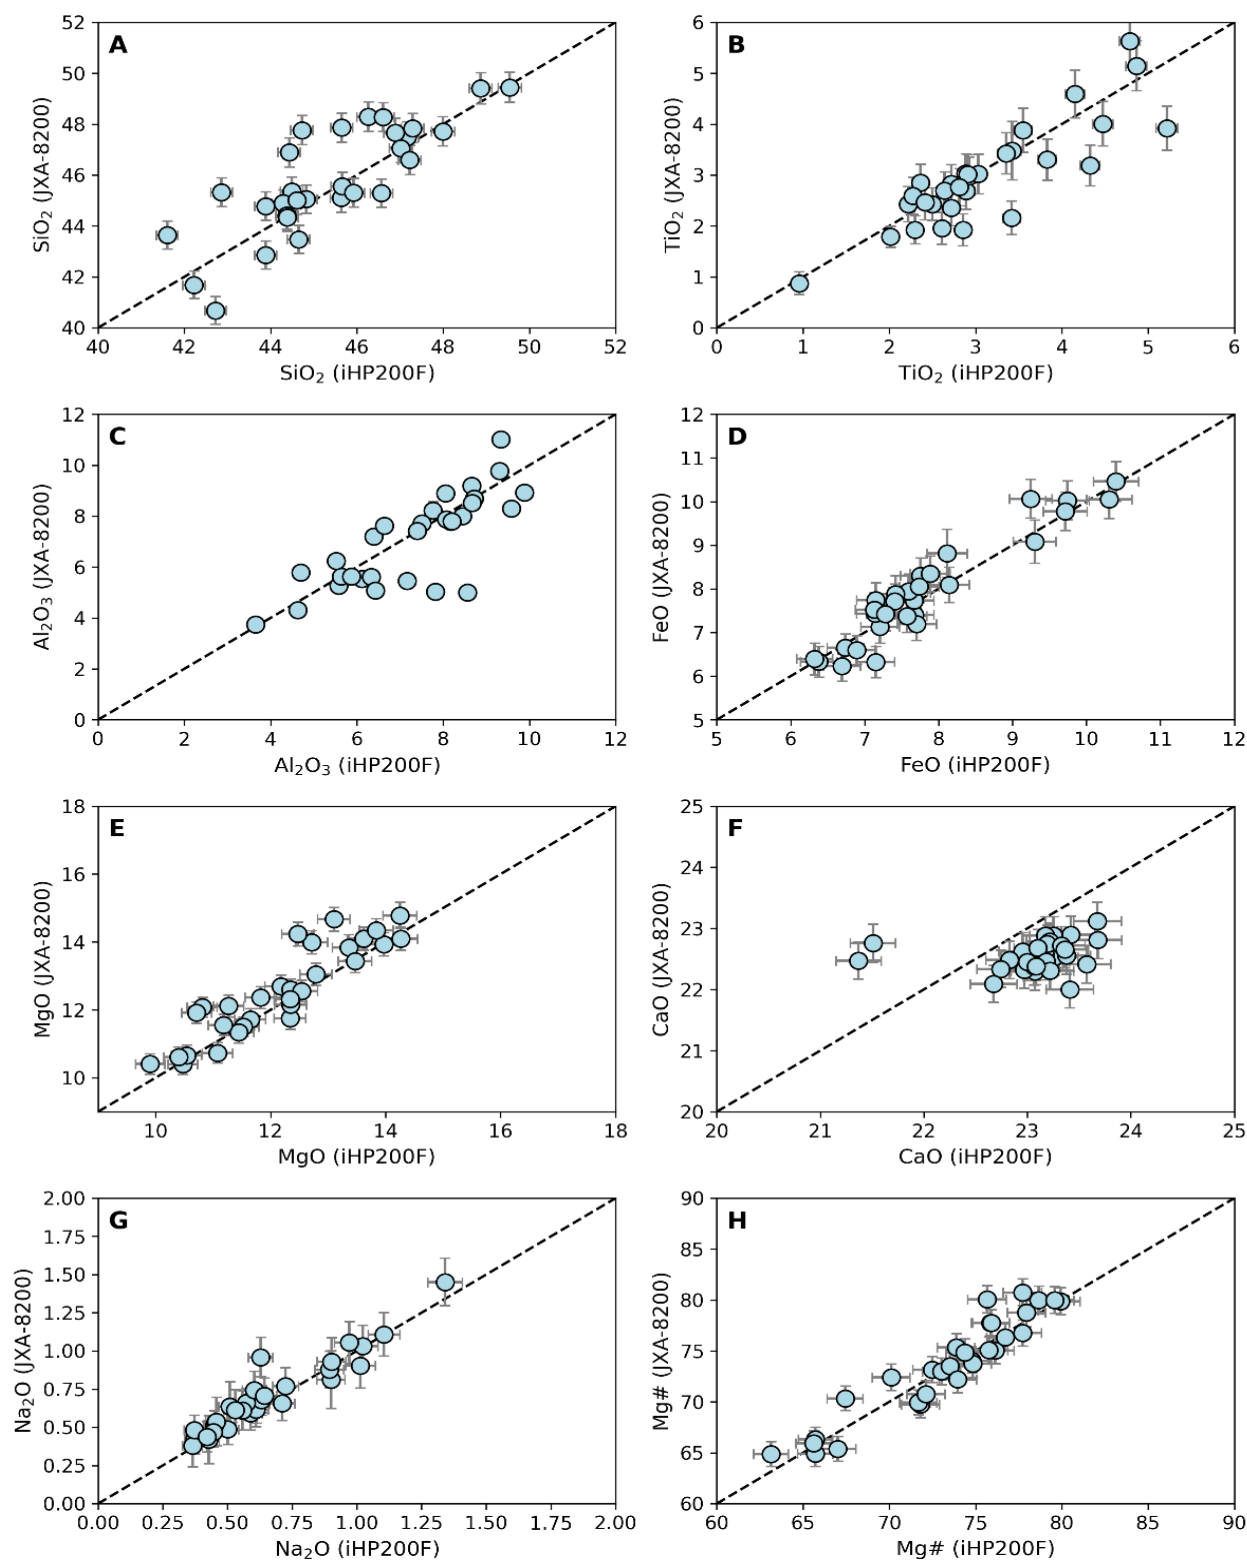 A
SiO₂ (JXA-8200)
52
50
48
46
44
42
40
40 42 44 46 48 50 52
SiO₂ (iHP200F)
B
TiO₂ (JXA-8200)
6
5
4
3
2
1
0
0 1 2 3 4 5 6
TiO₂ (iHP200F)
C
Al₂O₃ (JXA-8200)
12
10
8
6
4
2
0
0 2 4 6 8 10 12
Al₂O₃ (iHP200F)
D
FeO (JXA-8200)
12
11
10
9
8
7
6
5
5 6 7 8 9 10 11 12
FeO (iHP200F)
E
MgO (JXA-8200)
18
16
14
12
10
10 12 14 16 18
MgO (iHP200F)
F
CaO (JXA-8200)
25
24
23
22
21
20
20 21 22 23 24 25
CaO (iHP200F)
G
Na₂O (JXA-8200)
2.00
1.75
1.50
1.25
1.00
0.75
0.50
0.25
0.00
0.00 0.25 0.50 0.75 1.00 1.25 1.50 1.75 2.00
Na₂O (iHP200F)
H
Mg# (JXA-8200)
90
85
80
75
70
65
60
60 65 70 75 80 85 90
Mg# (iHP200F)